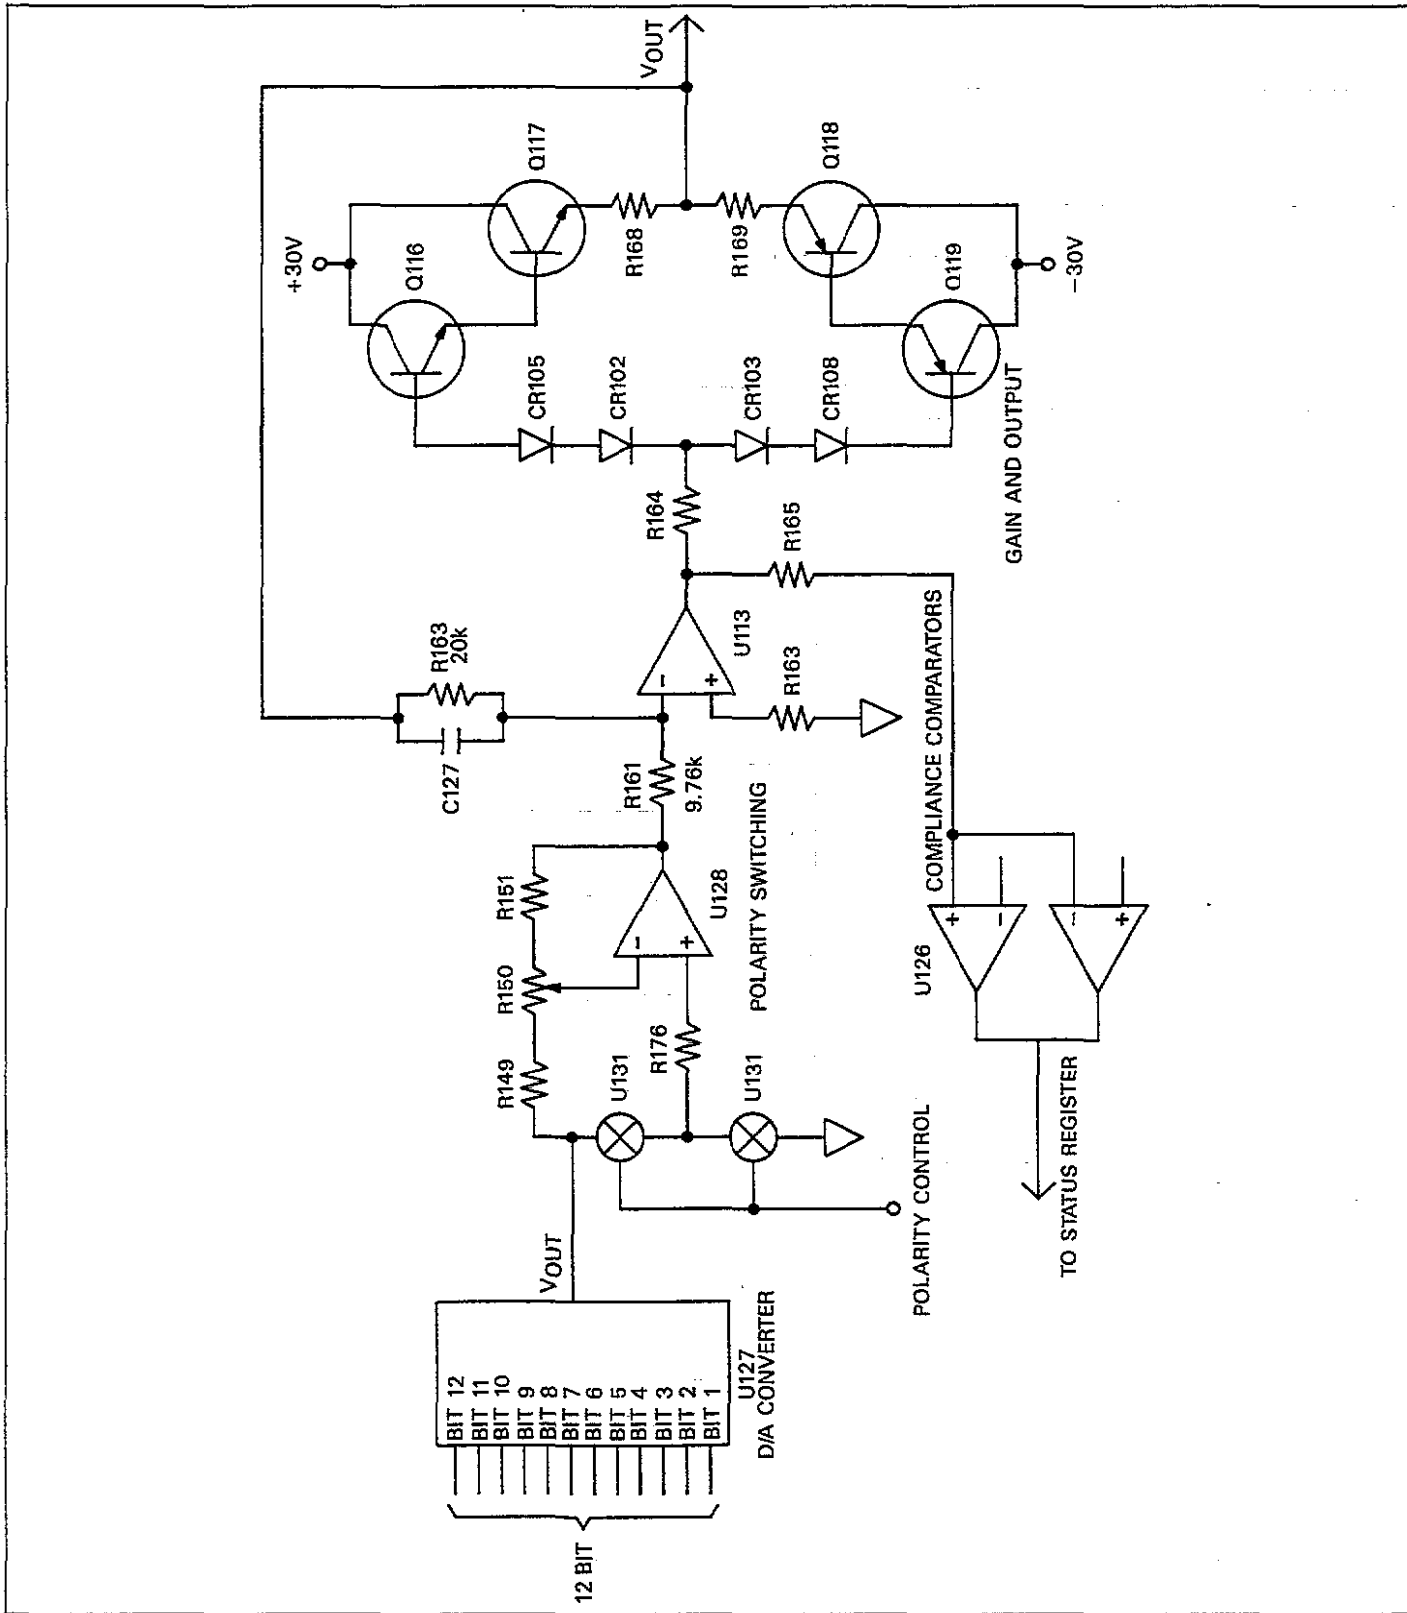 12 BIT
BIT 12
BIT 11
BIT 10
BIT 9
BIT 8
BIT 7
BIT 6
BIT 5
BIT 4
BIT 3
BIT 2
BIT 1
U127
D/A CONVERTER
VOUT
POLARITY CONTROL
R149
R150
R151
U131
U131
R176
-
+
U128
POLARITY SWITCHING
R161
9.76k
C127
R163
20k
-
+
U113
R163
R164
R165
COMPLIANCE COMPARATORS
U126
+
-
-
+
TO STATUS REGISTER
CR105
CR102
CR103
CR108
+30V
Q116
Q117
R168
R169
Q118
Q119
-30V
VOUT
GAIN AND OUTPUT